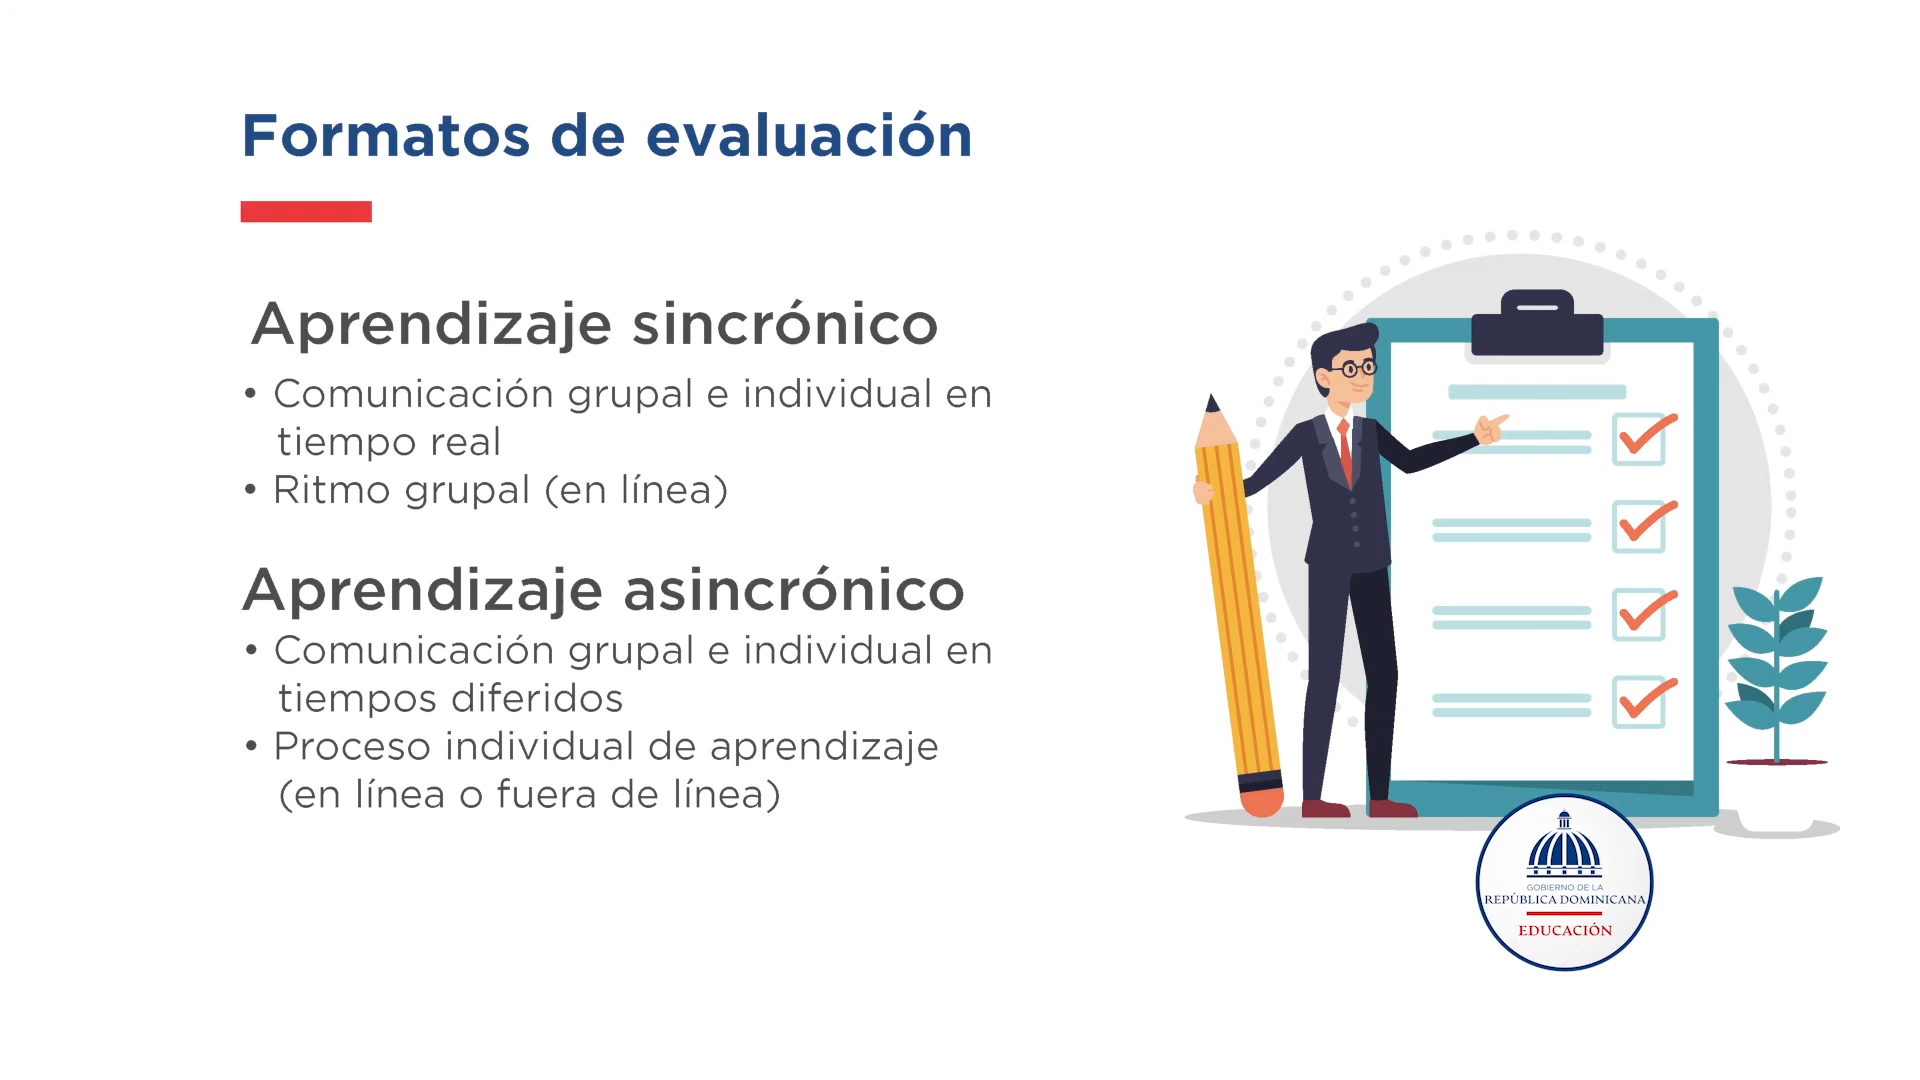 Formatos de evaluación
Aprendizaje sincrónico
• Comunicación grupal e individual en
tiempo real
• Ritmo grupal (en línea)
Aprendizaje asincrónico
• Comunicación grupal e individual en
tiempos diferidos
• Proceso individual de aprendizaje
(en línea o fuera de línea)
GOBIERNO DE LA
REPÚBLICA DOMINICANA
EDUCACIÓN